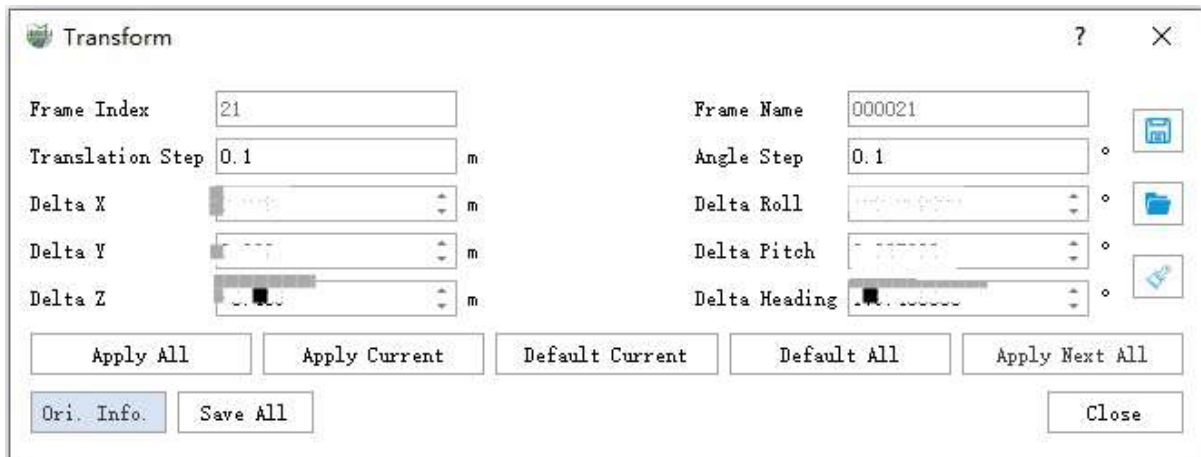 Transform ?
Frame Index 21 Frame Name 000021
Translation Step 0.1 m Angle Step 0.1 °
Delta X m Delta Roll °
Delta Y m Delta Pitch °
Delta Z m Delta Heading °
Apply All Apply Current Default Current Default All Apply Next All
Ori. Info. Save All Close